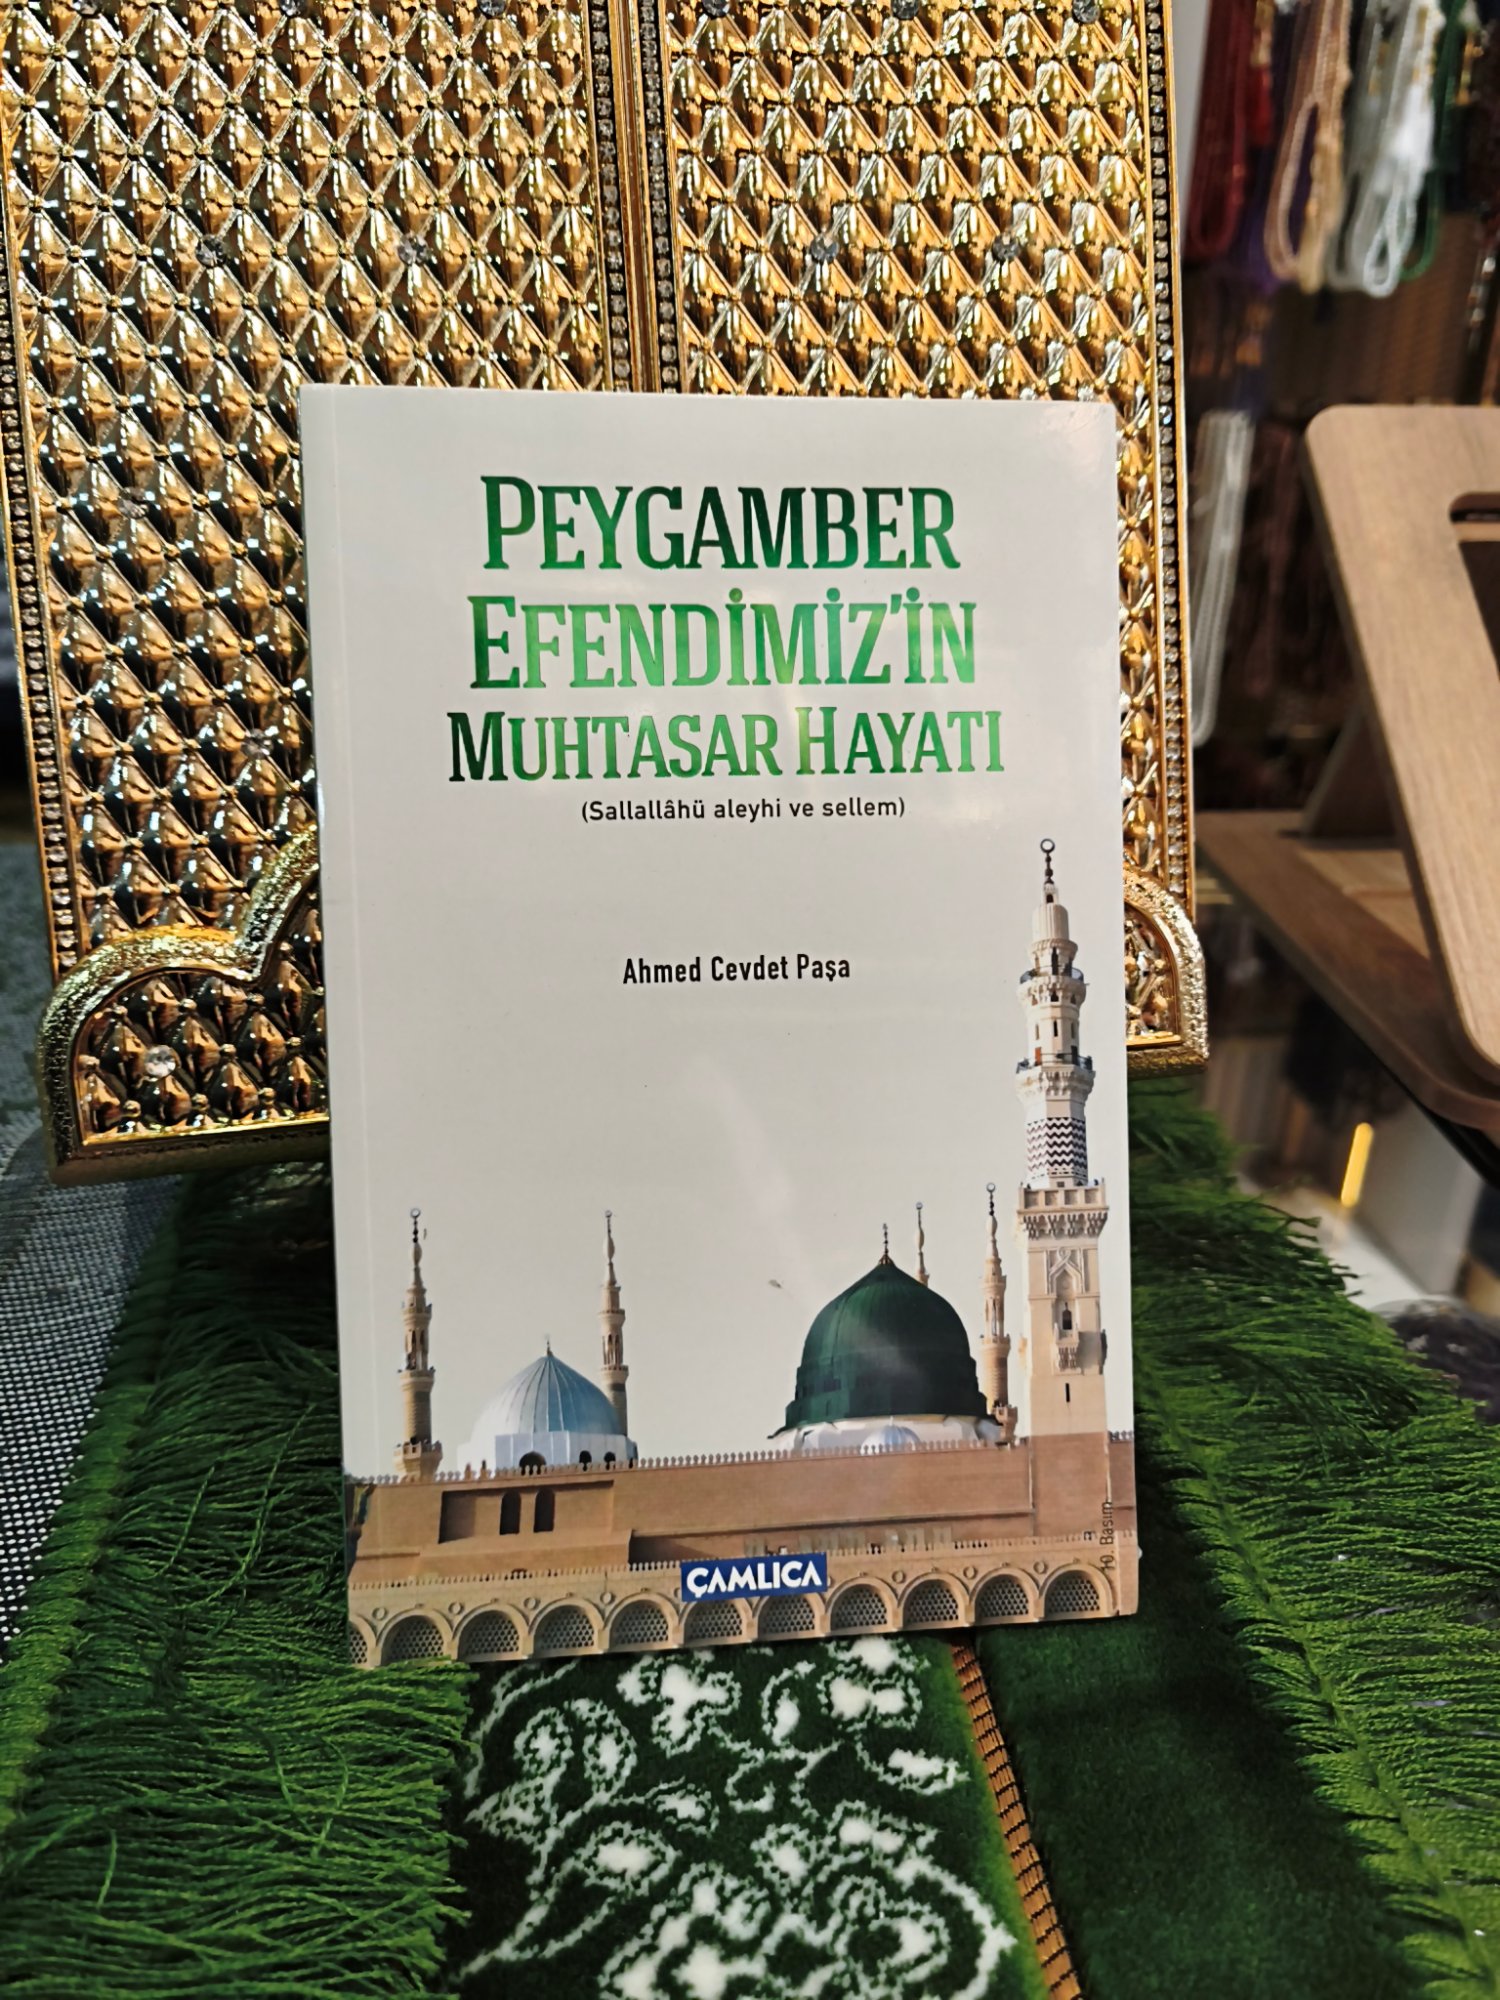 PEYGAMBER
EFENDİMİZ'İN
MUHTASAR HAYATI
(Sallallâhü aleyhi ve sellem)
Ahmed Cevdet Paşa
10. Basım
ÇAMLICA